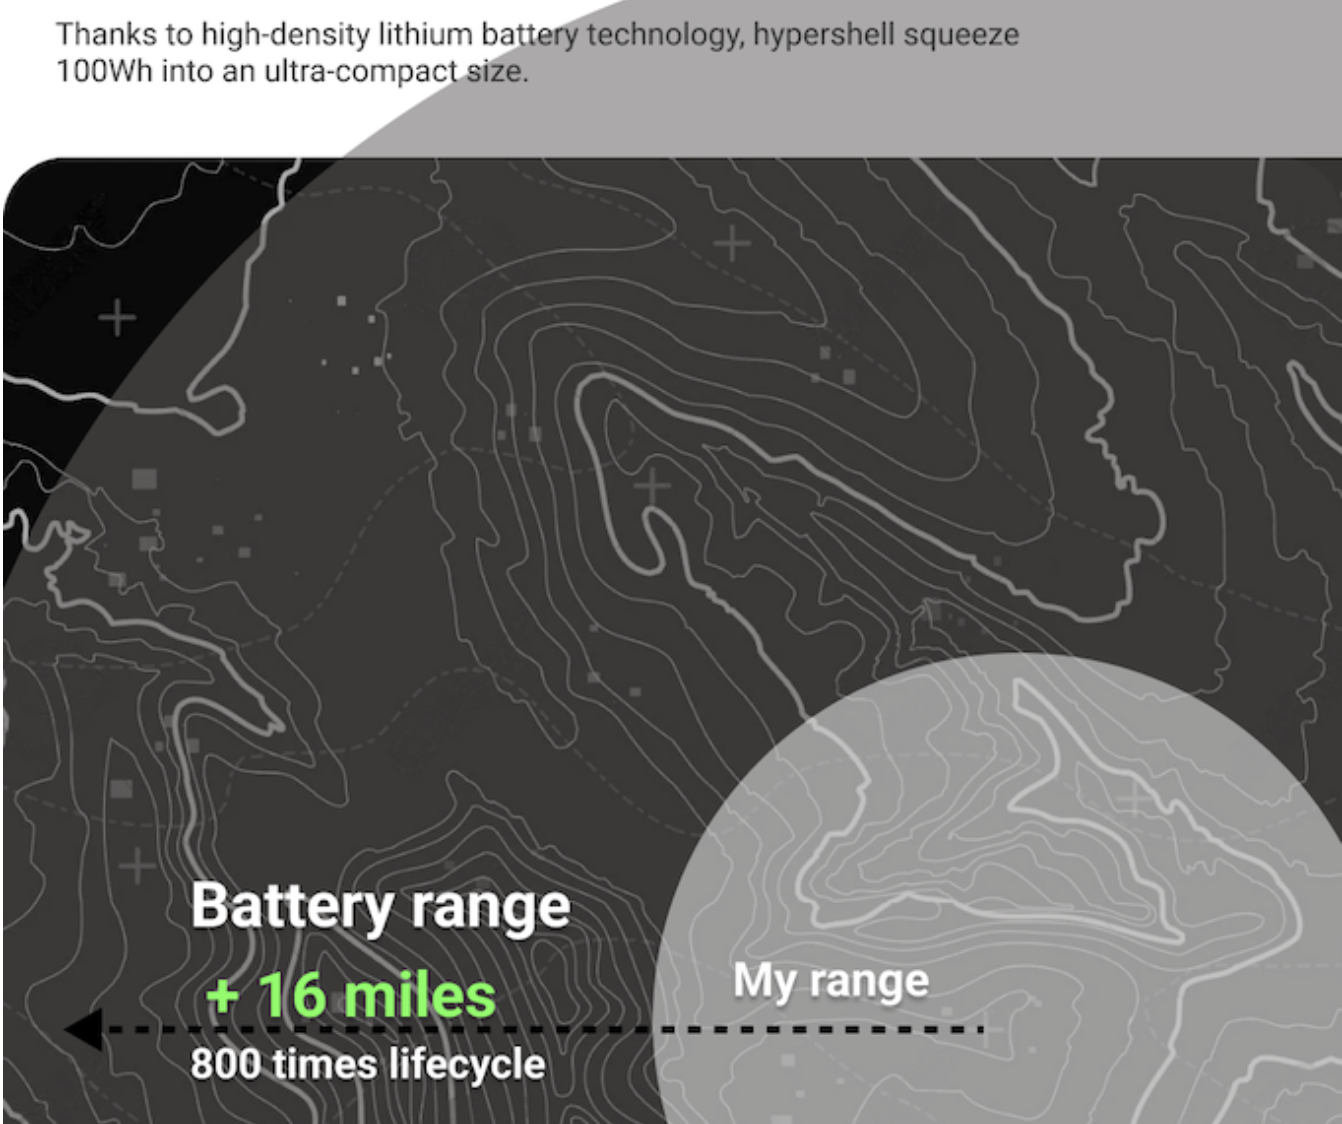 Thanks to high-density lithium battery technology, hypershell squeeze
100Wh into an ultra-compact size.
Battery range
+ 16 miles
My range
800 times lifecycle